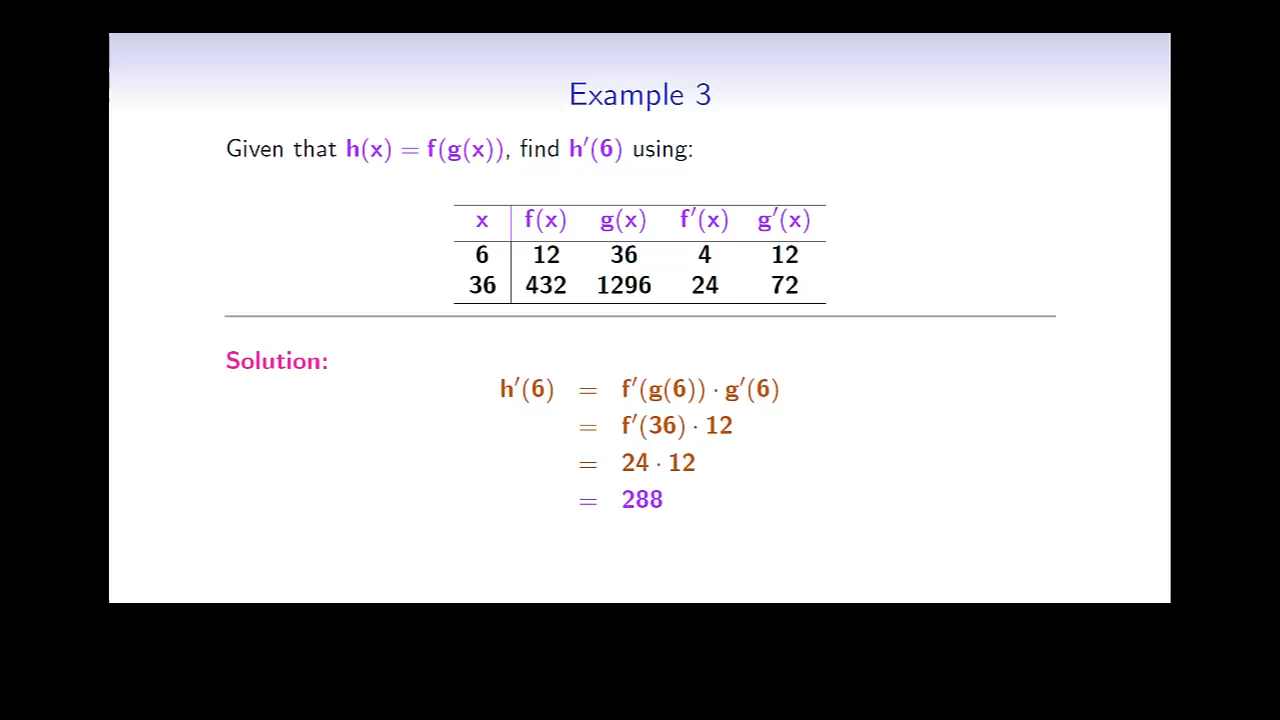 Example 3
Given that h(x) = f(g(x)), find h′(6) using:
x f(x) g(x) f′(x) g′(x)
6 12 36 4 12
36 432 1296 24 72
Solution:
h′(6) = f′(g(6)) · g′(6)
= f′(36) · 12
= 24 · 12
= 288